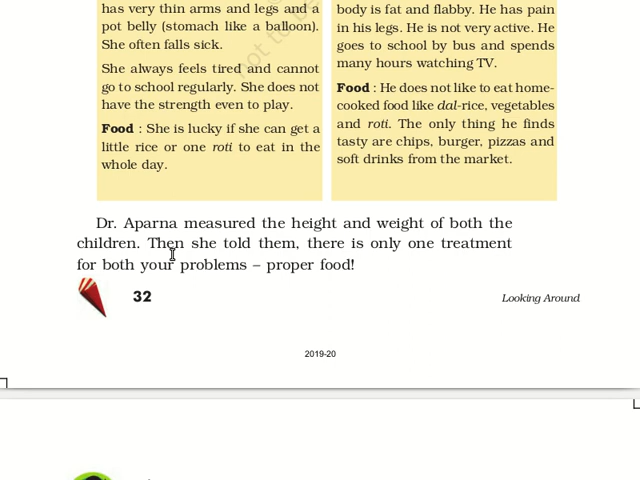 has very thin arms and legs and a
pot belly (stomach like a balloon).
She often falls sick.
She always feels tired and cannot
go to school regularly. She does not
have the strength even to play.
Food : She is lucky if she can get a
little rice or one roti to eat in the
whole day.
body is fat and flabby. He has pain
in his legs. He is not very active. He
goes to school by bus and spends
many hours watching TV.
Food : He does not like to eat home-
cooked food like dal-rice, vegetables
and roti. The only thing he finds
tasty are chips, burger, pizzas and
soft drinks from the market.
not to be
Dr. Aparna measured the height and weight of both the
children. Then she told them, there is only one treatment
for both your problems – proper food!
32
Looking Around
2019-20